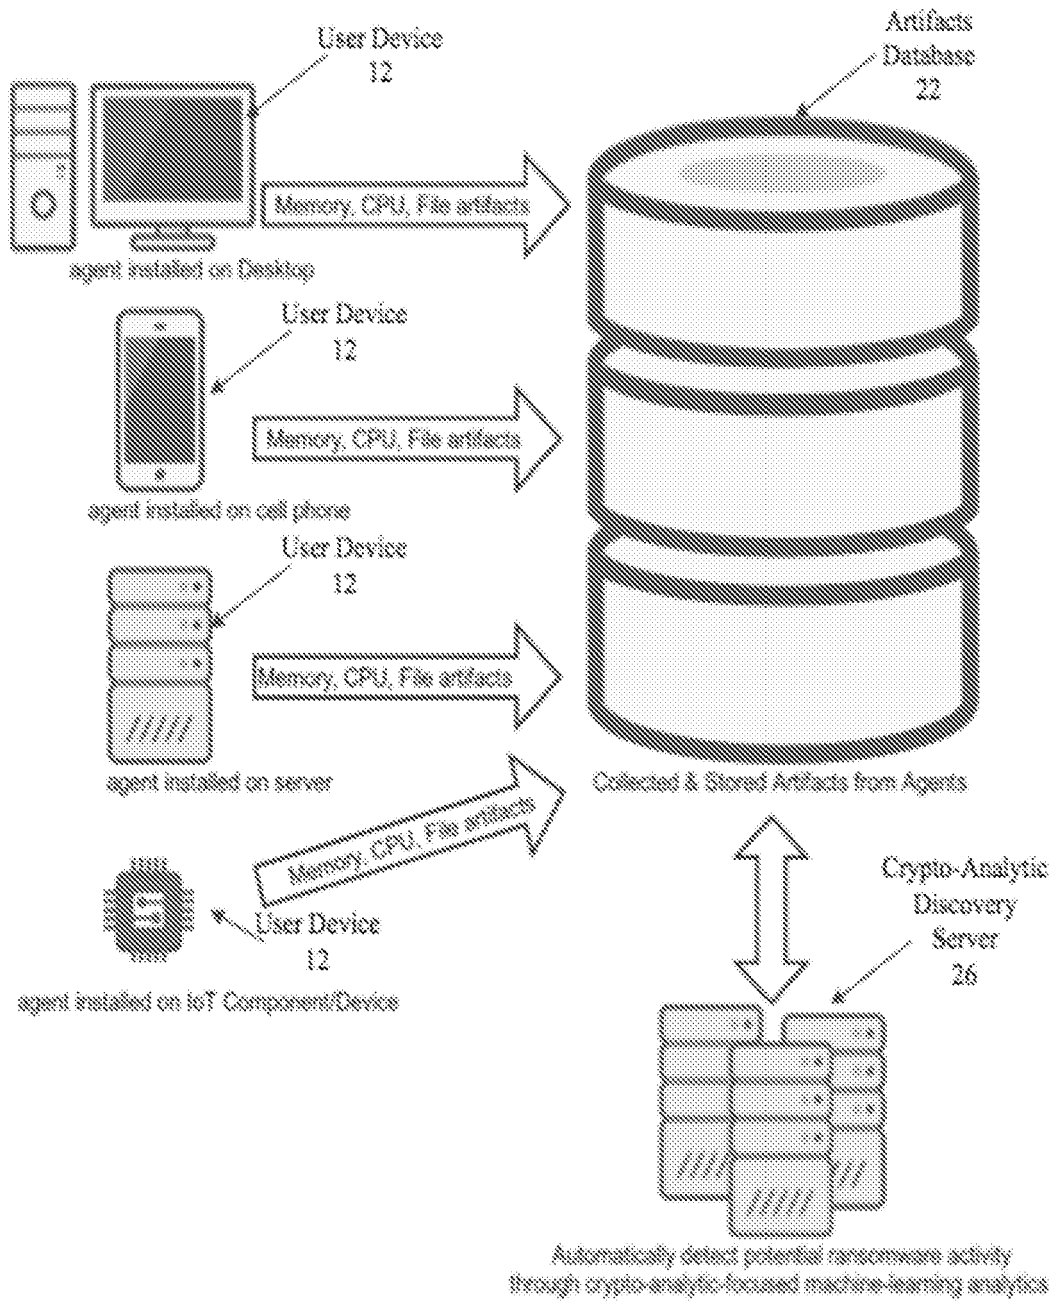 User Device
12
Artifacts
Database
22
Memory, CPU, File artifacts
agent installed on Desktop
User Device
12
Memory, CPU, File artifacts
agent installed on cell phone
User Device
12
Memory, CPU, File artifacts
agent installed on server
Collected & Stored Artifacts from Agents
Memory, CPU, File artifacts
User Device
12
agent installed on IoT Component/Device
Crypto-Analytic
Discovery
Server
26
Automatically detect potential ransomware activity
through crypto-analytic-focused machine-learning analytics